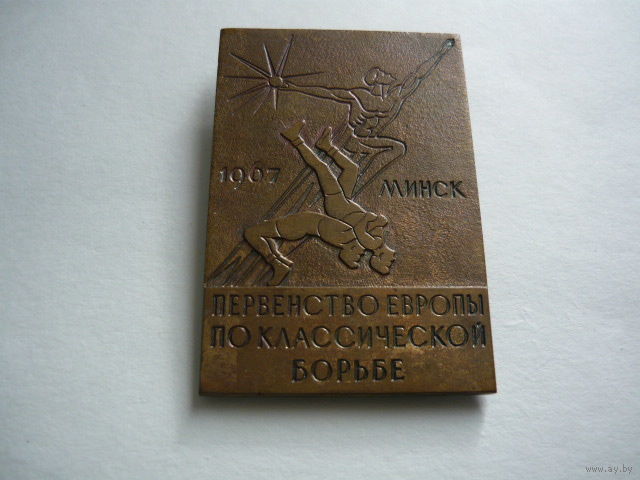 1967 МИНСК
ПЕРВЕНСТВО ЕВРОПЫ
ПО КЛАССИЧЕСКОЙ
БОРЬБЕ
www.ay.by